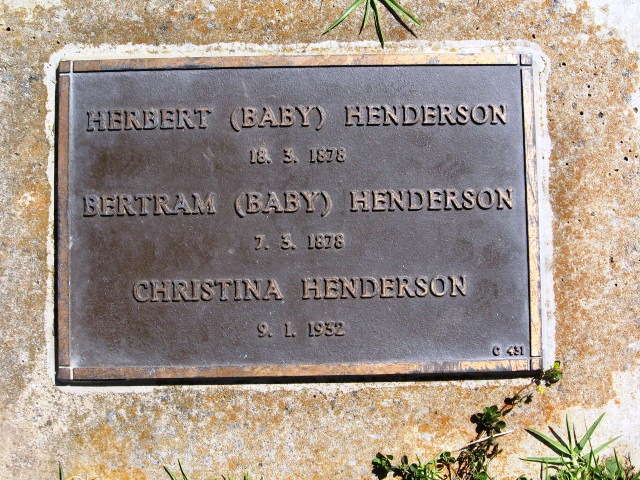 HERBERT (BABY) HENDERSON
18. 3. 1878
BERTRAM (BABY) HENDERSON
7. 3. 1878
CHRISTINA HENDERSON
9. 1. 1932
C 431